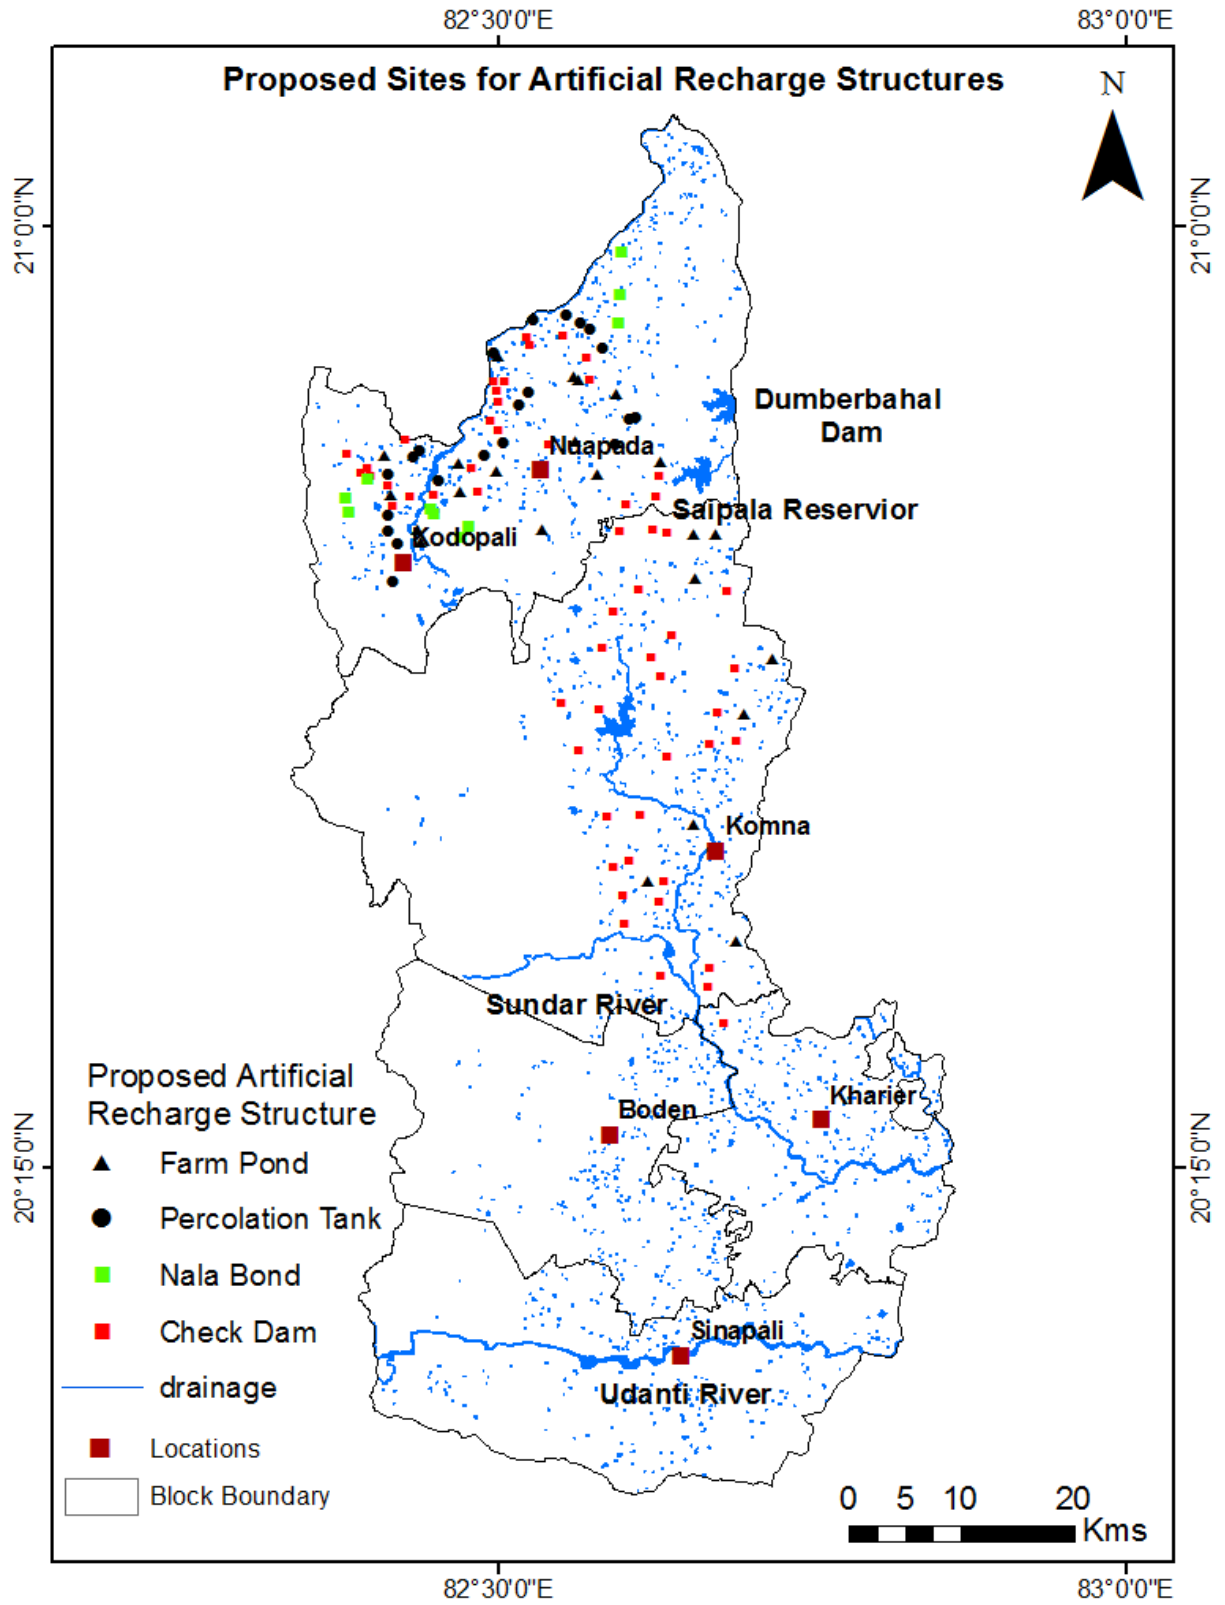 82°30'0"E
83°0'0"E
Proposed Sites for Artificial Recharge Structures
N
21°0'0"N
21°0'0"N
Dumberbahal
Dam
Nuapada
Saipala Reservior
Kodopali
Komna
Sundar River
Kharier
Boden
Proposed Artificial
Recharge Structure
Farm Pond
Percolation Tank
Nala Bond
Check Dam
drainage
Locations
Block Boundary
20°15'0"N
20°15'0"N
Sinapali
Udanti River
0 5 10 20
Kms
82°30'0"E
83°0'0"E